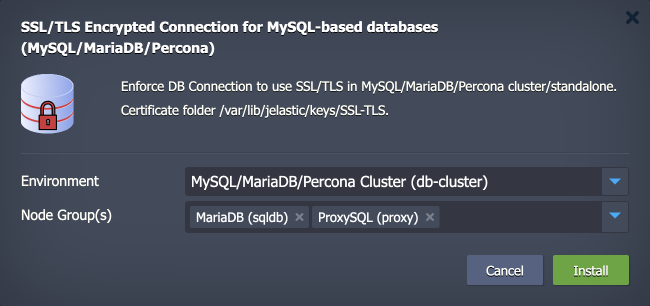 SSL/TLS Encrypted Connection for MySQL-based databases
(MySQL/MariaDB/Percona)
Enforce DB Connection to use SSL/TLS in MySQL/MariaDB/Percona cluster/standalone.
Certificate folder /var/lib/jelastic/keys/SSL-TLS.
Environment MySQL/MariaDB/Percona Cluster (db-cluster)
Node Group(s) MariaDB (sqldb) × ProxySQL (proxy) ×
Cancel Install